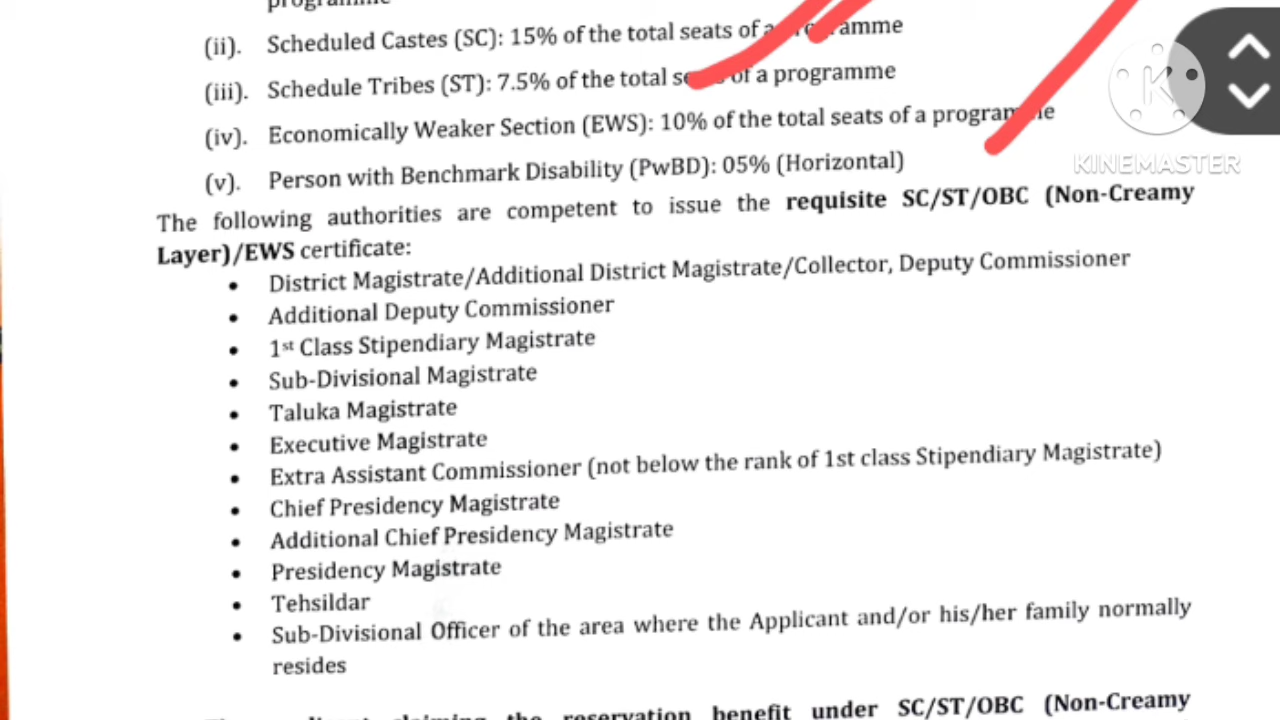 programme
(ii). Scheduled Castes (SC): 15% of the total seats of a programme
(iii). Schedule Tribes (ST): 7.5% of the total seats of a programme
(iv). Economically Weaker Section (EWS): 10% of the total seats of a programme
(v). Person with Benchmark Disability (PwBD): 05% (Horizontal)
KINEMASTER
The following authorities are competent to issue the requisite SC/ST/OBC (Non-Creamy
Layer)/EWS certificate:
• District Magistrate/Additional District Magistrate/Collector, Deputy Commissioner
• Additional Deputy Commissioner
• 1st Class Stipendiary Magistrate
• Sub-Divisional Magistrate
• Taluka Magistrate
• Executive Magistrate
• Extra Assistant Commissioner (not below the rank of 1st class Stipendiary Magistrate)
• Chief Presidency Magistrate
• Additional Chief Presidency Magistrate
• Presidency Magistrate
• Tehsildar
• Sub-Divisional Officer of the area where the Applicant and/or his/her family normally
resides
claiming the reservation benefit under SC/ST/OBC (Non-Creamy